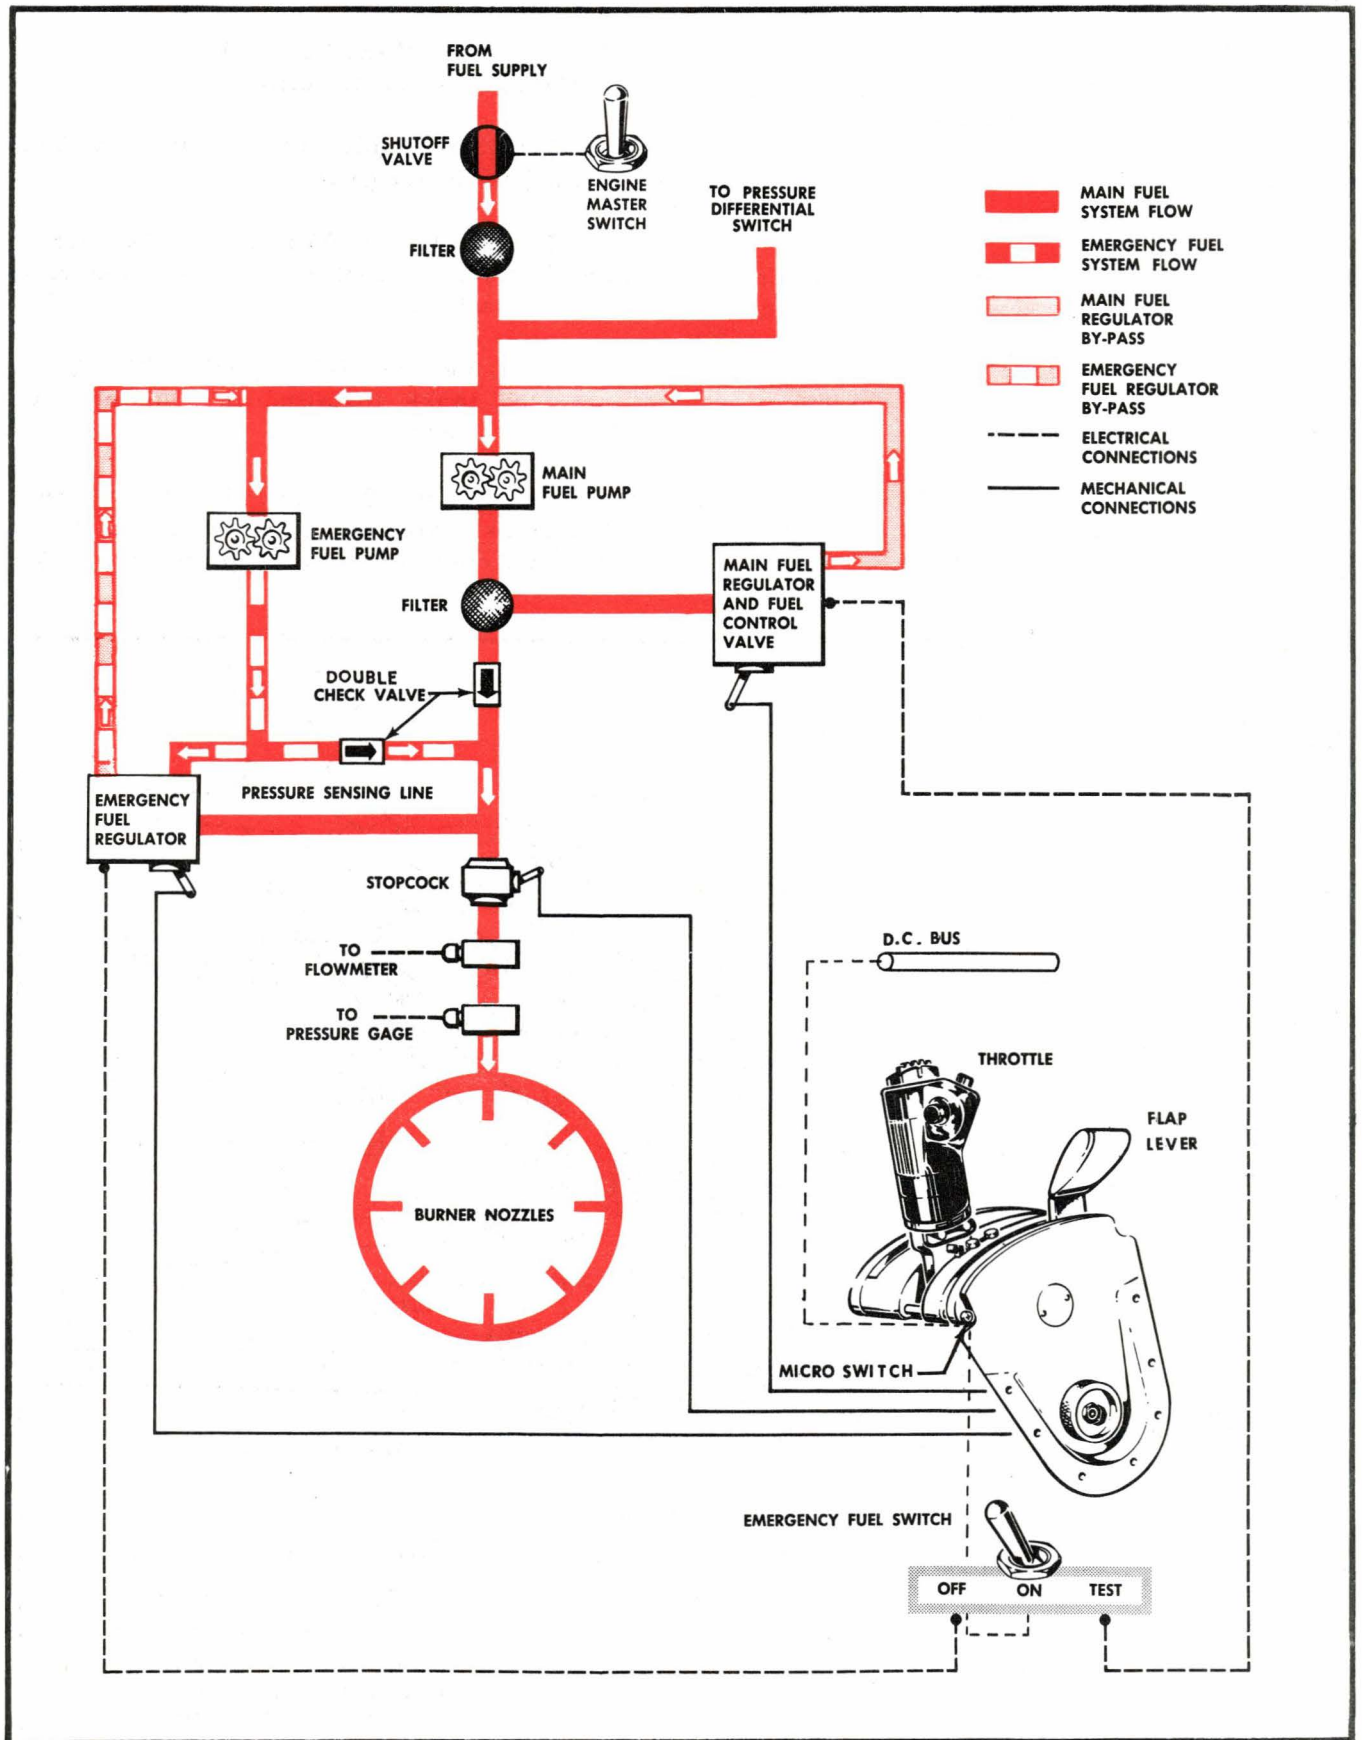 FROM
FUEL SUPPLY
SHUTOFF
VALVE
ENGINE
MASTER
SWITCH
TO PRESSURE
DIFFERENTIAL
SWITCH
FILTER
MAIN FUEL
SYSTEM FLOW
EMERGENCY FUEL
SYSTEM FLOW
MAIN FUEL
REGULATOR
BY-PASS
EMERGENCY
FUEL REGULATOR
BY-PASS
ELECTRICAL
CONNECTIONS
MECHANICAL
CONNECTIONS
MAIN
FUEL PUMP
EMERGENCY
FUEL PUMP
FILTER
MAIN FUEL
REGULATOR
AND FUEL
CONTROL
VALVE
DOUBLE
CHECK VALVE
PRESSURE SENSING LINE
EMERGENCY
FUEL
REGULATOR
STOPCOCK
TO
FLOWMETER
TO
PRESSURE GAGE
D.C. BUS
THROTTLE
FLAP
LEVER
BURNER NOZZLES
MICRO SWITCH
EMERGENCY FUEL SWITCH
OFF ON TEST